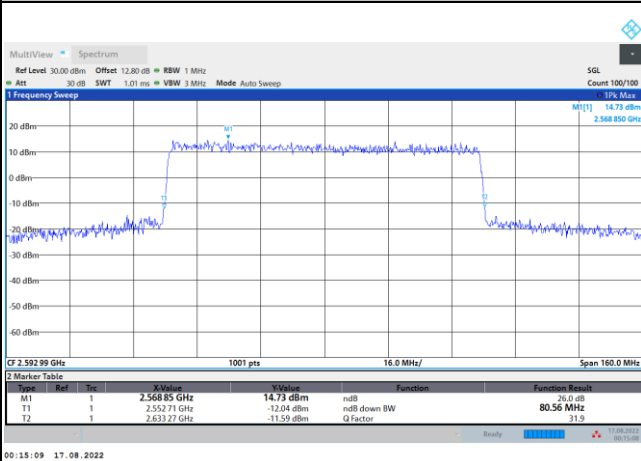 MultiView Spectrum
Ref Level 30.00 dBm Offset 12.80 dB RBW 1 MHz SGL
Att 30 dB SWT 1.01 ms VBW 3 MHz Mode Auto Sweep Count 100/100
1 Frequency Sweep 1Pk Max
M1[1] 14.73 dBm
2.568 850 GHz
20 dBm
M1
10 dBm
0 dBm
T1 T2
-10 dBm
-20 dBm
-30 dBm
-40 dBm
-50 dBm
-60 dBm
CF 2.592 99 GHz 1001 pts 16.0 MHz/ Span 160.0 MHz
2 Marker Table
Type Ref Trc X-Value Y-Value Function Function Result
M1 1 2.568 85 GHz 14.73 dBm ndB 26.0 dB
T1 1 2.552 71 GHz -12.04 dBm ndB down BW 80.56 MHz
T2 1 2.633 27 GHz -11.59 dBm Q Factor 31.9
Ready 17.08.2022
00:15:08
00:15:09 17.08.2022